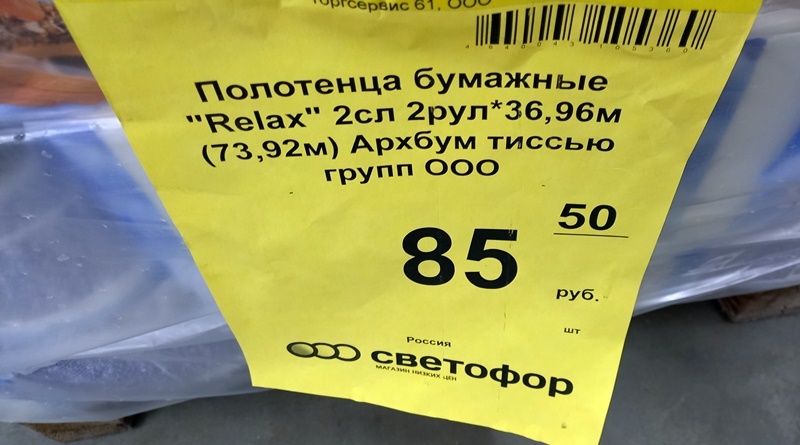 Торгсервис 61, ООО
Полотенца бумажные
"Relax" 2сл 2рул*36,96м
(73,92м) Архбум тиссью
групп ООО
85 50
руб.
шт
Россия
светофор
МАГАЗИН НИЗКИХ ЦЕН